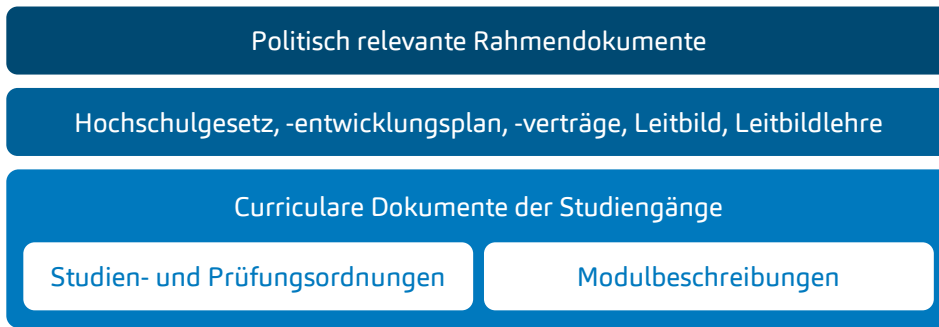 Politisch relevante Rahmendokumente
Hochschulgesetz, -entwicklungsplan, -verträge, Leitbild, Leitbildlehre
Curriculare Dokumente der Studiengänge
Studien- und Prüfungsordnungen
Modulbeschreibungen